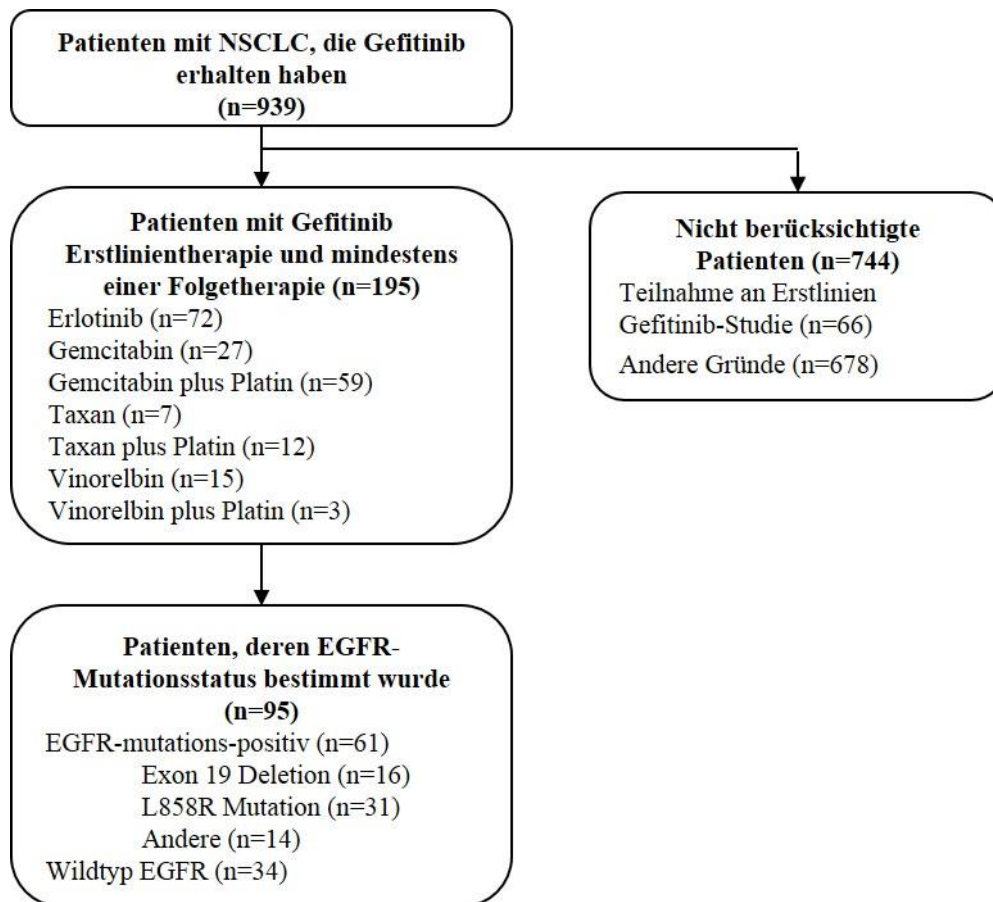 Patienten mit NSCLC, die Gefitinib
erhalten haben
(n=939)
Patienten mit Gefitinib
Erstlinientherapie und mindestens
einer Folgetherapie (n=195)
Erlotinib (n=72)
Gemcitabin (n=27)
Gemcitabin plus Platin (n=59)
Taxan (n=7)
Taxan plus Platin (n=12)
Vinorelbin (n=15)
Vinorelbin plus Platin (n=3)
Nicht berücksichtigte
Patienten (n=744)
Teilnahme an Erstlinien
Gefitinib-Studie (n=66)
Andere Gründe (n=678)
Patienten, deren EGFR-
Mutationsstatus bestimmt wurde
(n=95)
EGFR-mutations-positiv (n=61)
Exon 19 Deletion (n=16)
L858R Mutation (n=31)
Andere (n=14)
Wildtyp EGFR (n=34)